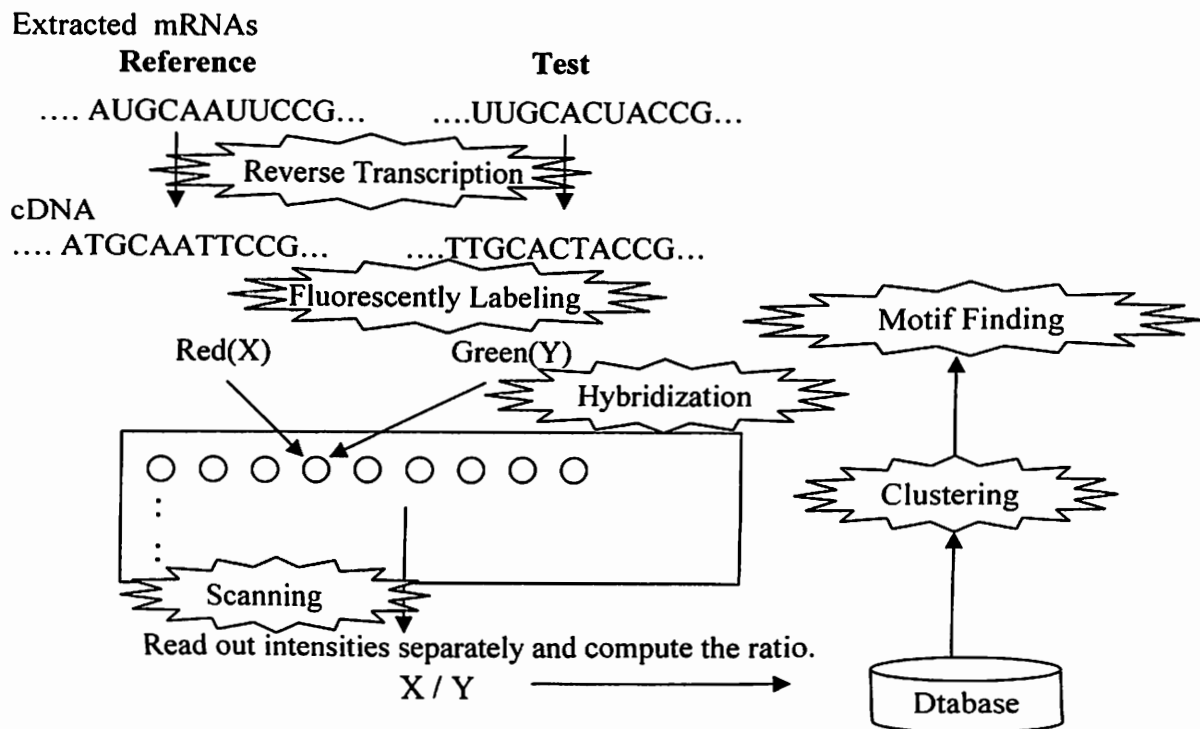 Extracted mRNAs
Reference
Test
.... AUGCAAUUCCG...
....UUGCACUACCG...
Reverse Transcription
cDNA
.... ATGCAATTCCG...
....TTGCACTACCG...
Fluorescently Labeling
Motif Finding
Red(X)
Green(Y)
Hybridization
Clustering
Scanning
Read out intensities separately and compute the ratio.
X / Y
Dtabase